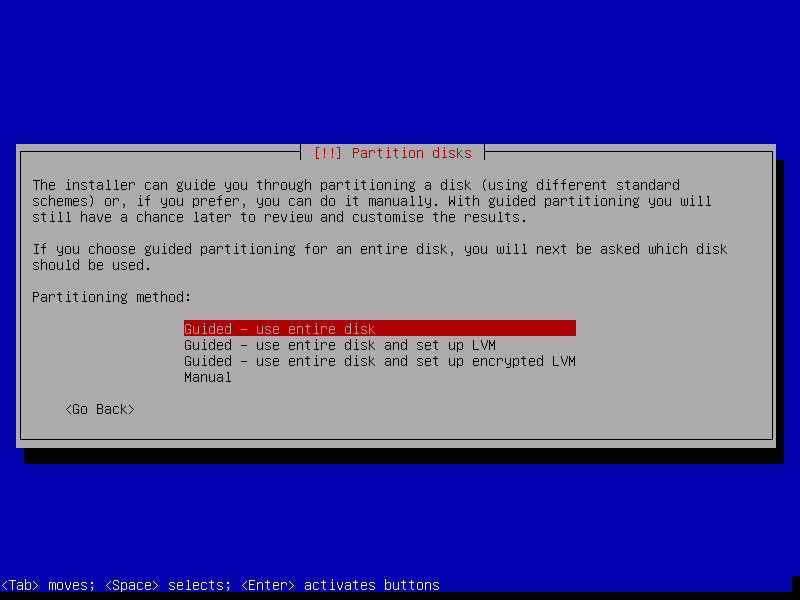 [!!] Partition disks
The installer can guide you through partitioning a disk (using different standard
schemes) or, if you prefer, you can do it manually. With guided partitioning you will
still have a chance later to review and customise the results.
If you choose guided partitioning for an entire disk, you will next be asked which disk
should be used.
Partitioning method:
Guided - use entire disk
Guided - use entire disk and set up LVM
Guided - use entire disk and set up encrypted LVM
Manual
<Go Back>
<Tab> moves; <Space> selects; <Enter> activates buttons